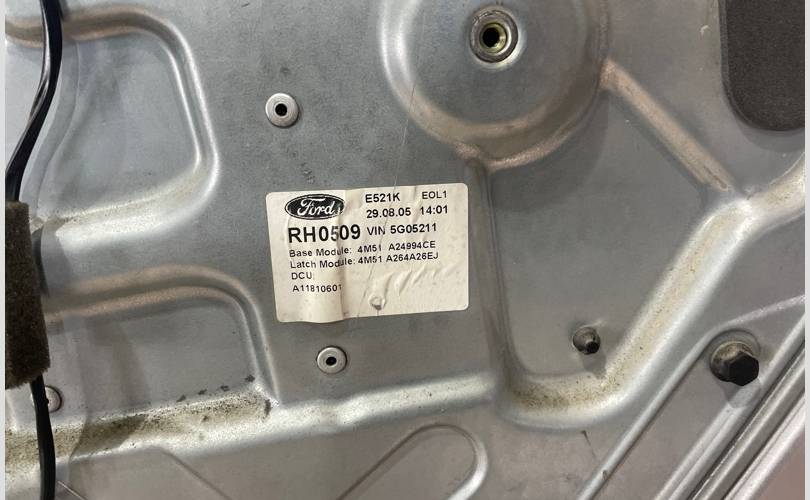 Ford E521K EOL1
29.08.05 14:01
RH0509 VIN 5G05211
Base Module: 4M51 A24994CE
Latch Module: 4M51 A264A26EJ
DCU:
A11810601